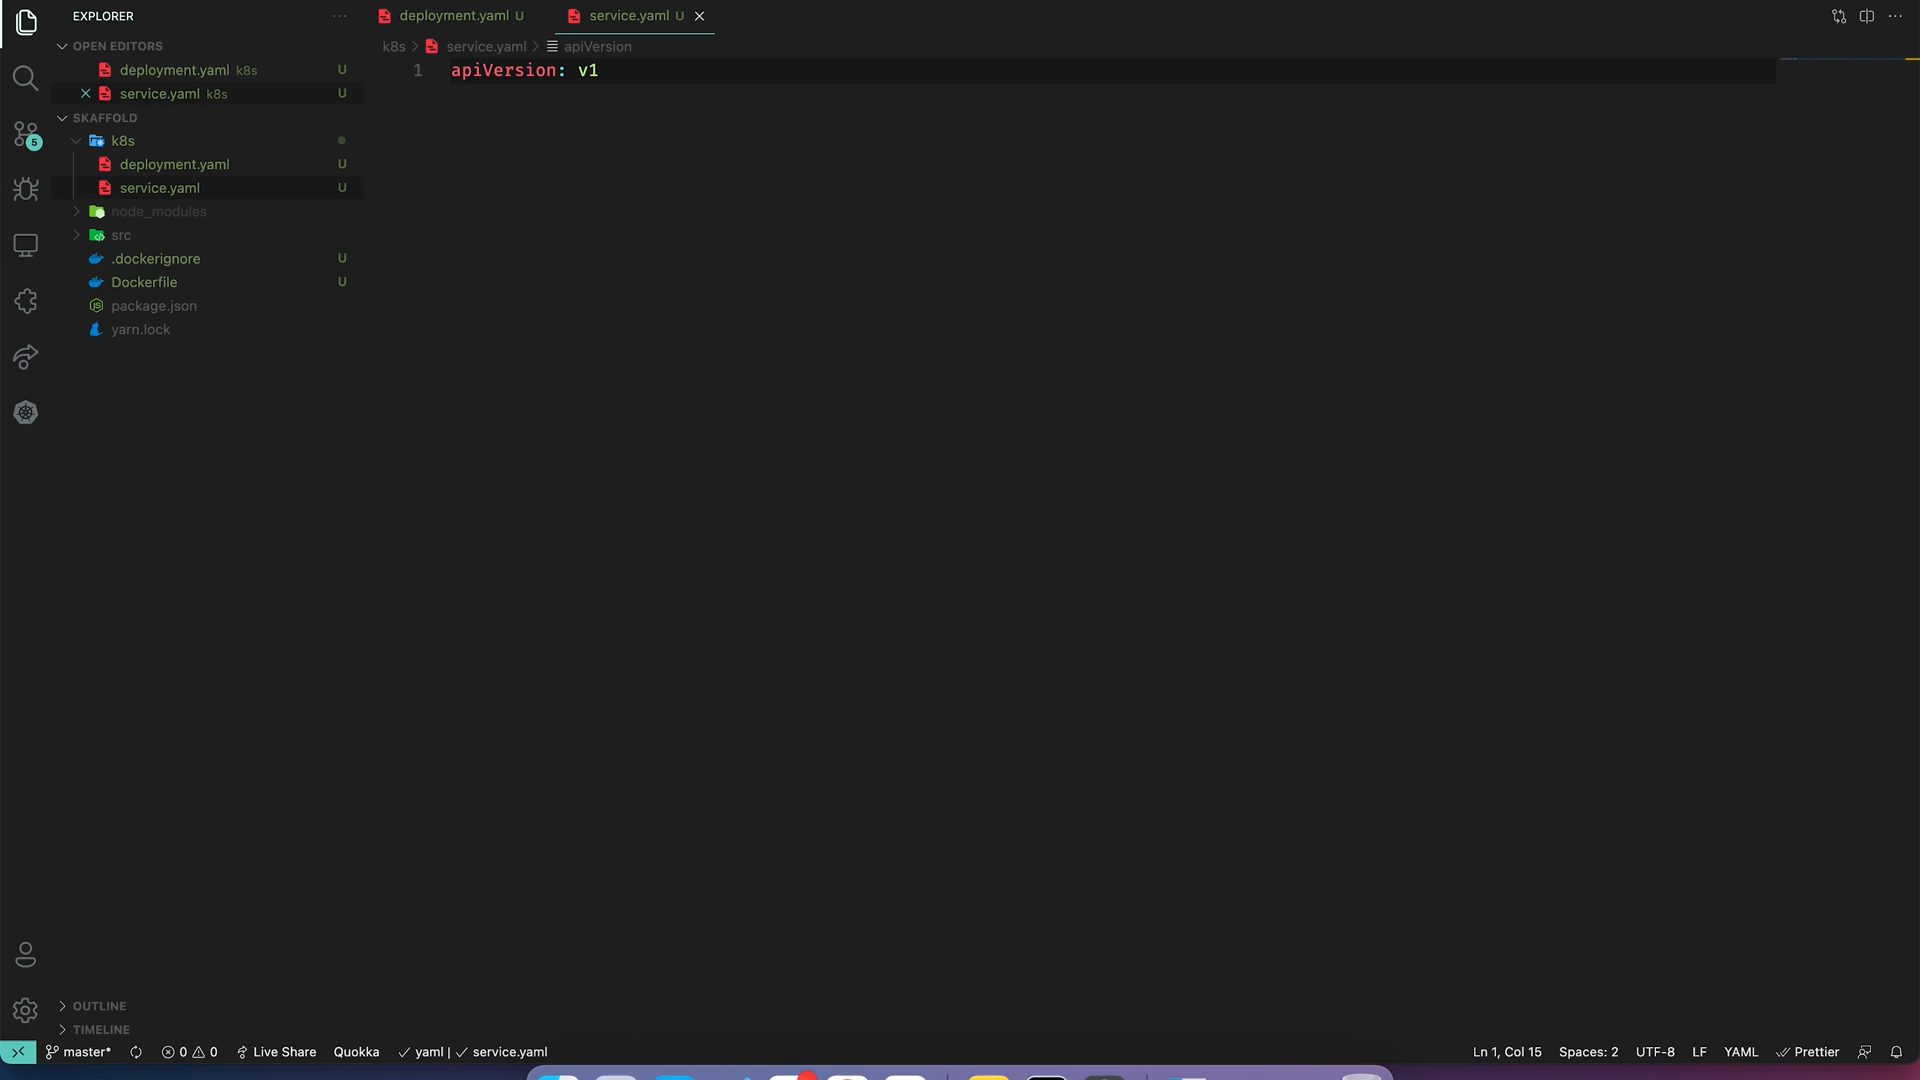 EXPLORER
OPEN EDITORS
deployment.yaml k8s U
service.yaml k8s U
SKAFFOLD
k8s
deployment.yaml U
service.yaml U
node_modules
src
.dockerignore U
Dockerfile U
package.json
yarn.lock
OUTLINE
TIMELINE
5
deployment.yaml U
service.yaml U
k8s > service.yaml > apiVersion
1 apiVersion: v1
master* 0 0 Live Share Quokka yaml | service.yaml
Ln 1, Col 15 Spaces: 2 UTF-8 LF YAML Prettier